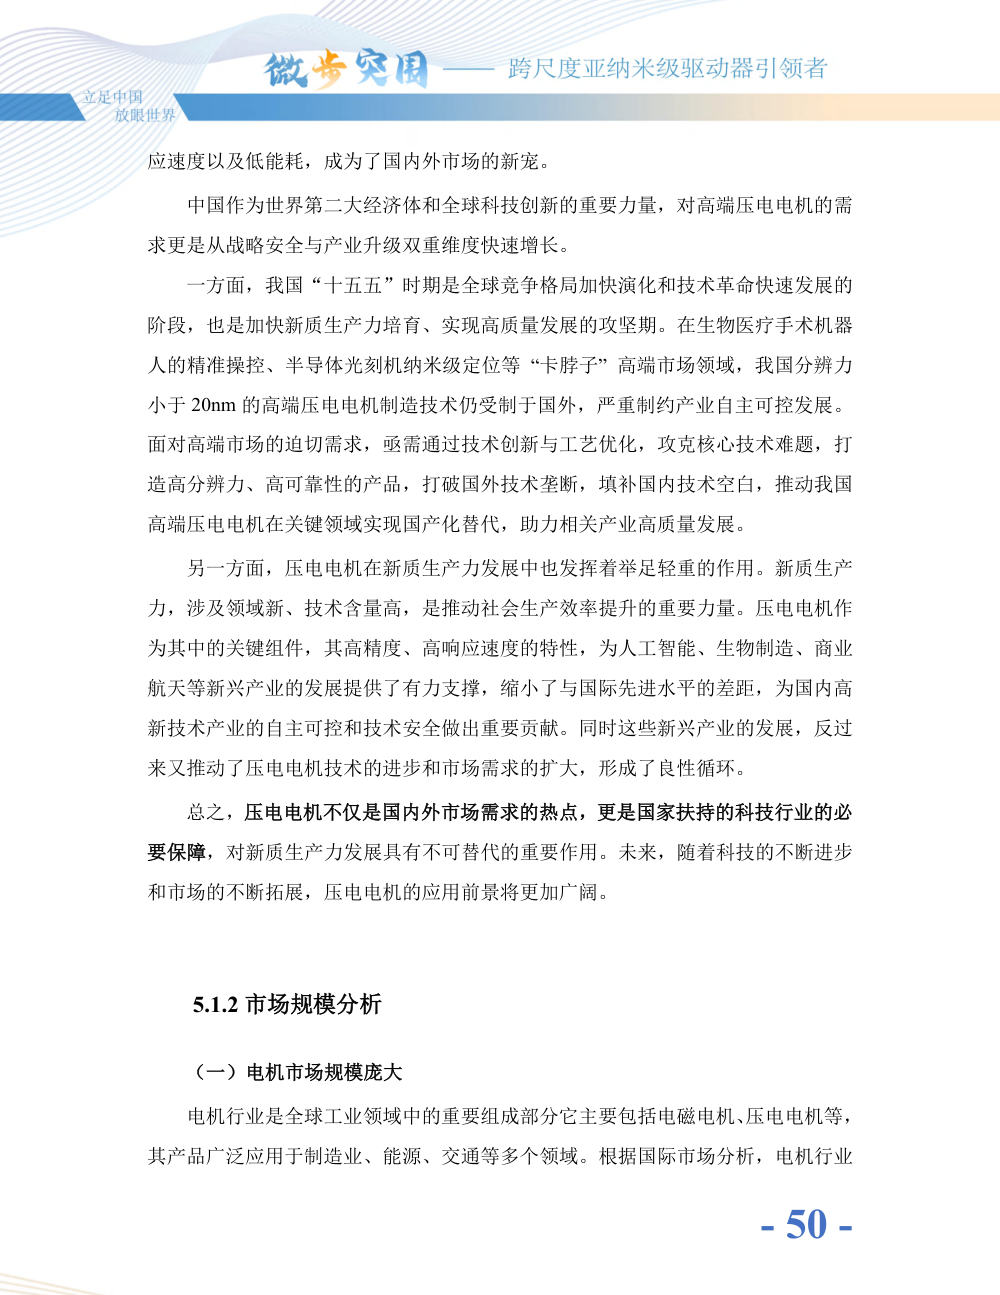 微步突围 —— 跨尺度亚纳米级驱动器引领者
立足中国
放眼世界
应速度以及低能耗，成为了国内外市场的新宠。
中国作为世界第二大经济体和全球科技创新的重要力量，对高端压电电机的需
求更是从战略安全与产业升级双重维度快速增长。
一方面，我国“十五五”时期是全球竞争格局加快演化和技术革命快速发展的
阶段，也是加快新质生产力培育、实现高质量发展的攻坚期。在生物医疗手术机器
人的精准操控、半导体光刻机纳米级定位等 “卡脖子” 高端市场领域，我国分辨力
小于 20nm 的高端压电电机制造技术仍受制于国外，严重制约产业自主可控发展。
面对高端市场的迫切需求，亟需通过技术创新与工艺优化，攻克核心技术难题，打
造高分辨力、高可靠性的产品，打破国外技术垄断，填补国内技术空白，推动我国
高端压电电机在关键领域实现国产化替代，助力相关产业高质量发展。
另一方面，压电电机在新质生产力发展中也发挥着举足轻重的作用。新质生产
力，涉及领域新、技术含量高，是推动社会生产效率提升的重要力量。压电电机作
为其中的关键组件，其高精度、高响应速度的特性，为人工智能、生物制造、商业
航天等新兴产业的发展提供了有力支撑，缩小了与国际先进水平的差距，为国内高
新技术产业的自主可控和技术安全做出重要贡献。同时这些新兴产业的发展，反过
来又推动了压电电机技术的进步和市场需求的扩大，形成了良性循环。
总之，压电电机不仅是国内外市场需求的热点，更是国家扶持的科技行业的必
要保障，对新质生产力发展具有不可替代的重要作用。未来，随着科技的不断进步
和市场的不断拓展，压电电机的应用前景将更加广阔。
5.1.2 市场规模分析
（一）电机市场规模庞大
电机行业是全球工业领域中的重要组成部分它主要包括电磁电机、压电电机等，
其产品广泛应用于制造业、能源、交通等多个领域。根据国际市场分析，电机行业
- 50 -